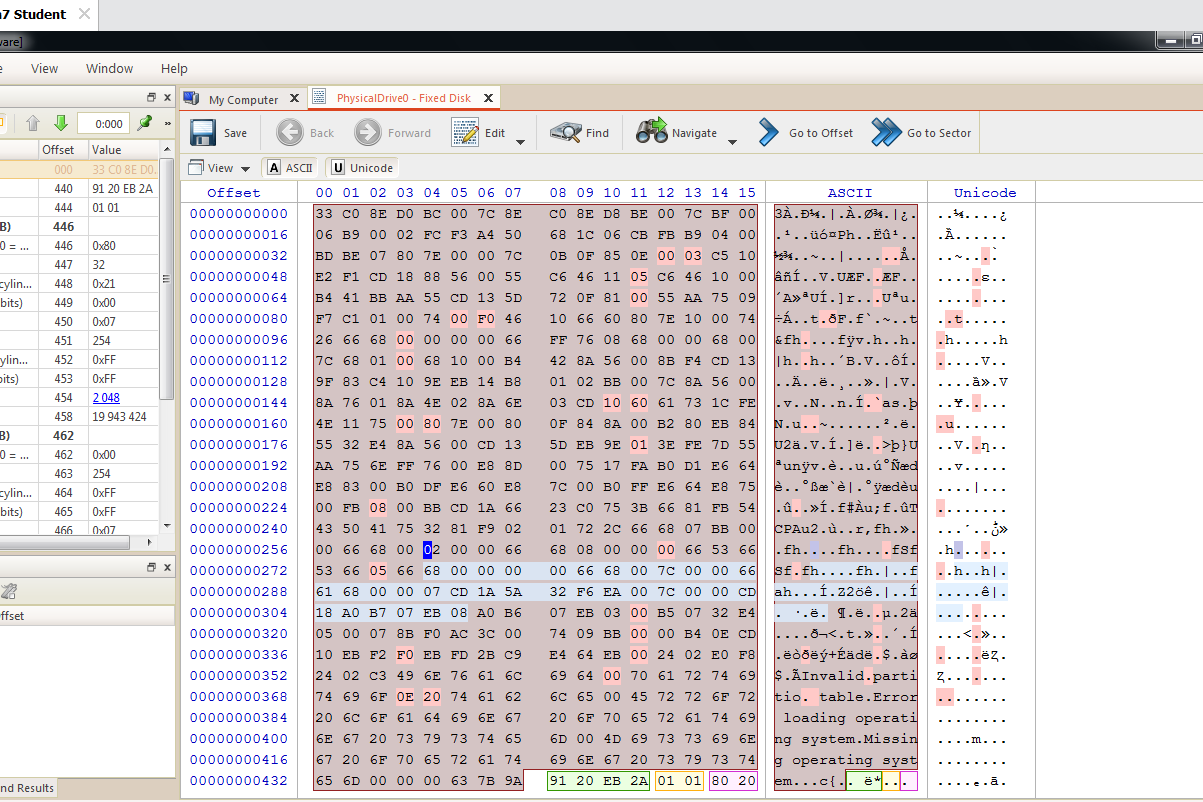 a7 Student
vare]
e View Window Help
My Computer
PhysicalDrive0 - Fixed Disk
0:000
»
Save
Back
Forward
Edit
Find
Navigate
Go to Offset
Go to Sector
View
A ASCII
U Unicode
Offset Value
000 33 C0 8E D0.
440 91 20 EB 2A
444 01 01
B) 446
0 = ... 446 0x80
447 32
cylin... 448 0x21
bits) 449 0x00
450 0x07
451 254
cylin... 452 0xFF
bits) 453 0xFF
454 2 048
458 19 943 424
B) 462
0 = ... 462 0x00
463 254
cylin... 464 0xFF
bits) 465 0xFF
466 0x07
ffset
nd Results
Offset 00 01 02 03 04 05 06 07 08 09 10 11 12 13 14 15 ASCII Unicode
00000000000 33 C0 8E D0 BC 00 7C 8E C0 8E D8 BE 00 7C BF 00 3À.Ð¼.|.À.Ø¾.|¿.
00000000016 06 B9 00 02 FC F3 A4 50 68 1C 06 CB FB B9 04 00 .¹..üó¤Ph..Ëû¹..
00000000032 BD BE 07 80 7E 00 00 7C 0B 0F 85 0E 00 03 C5 10 ½¾..~..|......Å.
00000000048 E2 F1 CD 18 88 56 00 55 C6 46 11 05 C6 46 10 00 âñÍ..V.UÆF..ÆF..
00000000064 B4 41 BB AA 55 CD 13 5D 72 0F 81 00 55 AA 75 09 ´A»ªUÍ.]r...Uªu.
00000000080 F7 C1 01 00 74 00 F0 46 10 66 60 80 7E 10 00 74 ÷Á..t.ðF.f`.~..t
00000000096 26 66 68 00 00 00 00 66 FF 76 08 68 00 00 68 00 &fh....fÿv.h..h.
00000000112 7C 68 01 00 68 10 00 B4 42 8A 56 00 8B F4 CD 13 |h..h..´B.V..ôÍ.
00000000128 9F 83 C4 10 9E EB 14 B8 01 02 BB 00 7C 8A 56 00 ..Ä..ë.¸..».|.V.
00000000144 8A 76 01 8A 4E 02 8A 6E 03 CD 10 60 61 73 1C FE .v..N..n.Í.`as.þ
00000000160 4E 11 75 00 80 7E 00 80 0F 84 8A 00 B2 80 EB 84 N.u..~......².ë.
00000000176 55 32 E4 8A 56 00 CD 13 5D EB 9E 01 3E FE 7D 55 U2ä.V.Í.]ë..>þ}U
00000000192 AA 75 6E FF 76 00 E8 8D 00 75 17 FA B0 D1 E6 64 ªunÿv.è..u.ú°Ñæd
00000000208 E8 83 00 B0 DF E6 60 E8 7C 00 B0 FF E6 64 E8 75 è..°ßæ`è|.°ÿædèu
00000000224 00 FB 08 00 BB CD 1A 66 23 C0 75 3B 66 81 FB 54 .û..»Í.f#Àu;f.ûT
00000000240 43 50 41 75 32 81 F9 02 01 72 2C 66 68 07 BB 00 CPAu2.ù..r,fh.».
00000000256 00 66 68 00 02 00 00 66 68 08 00 00 00 66 53 66 .fh....fh....fSf
00000000272 53 66 05 66 68 00 00 00 00 66 68 00 7C 00 00 66 Sf.fh....fh.|..f
00000000288 61 68 00 00 07 CD 1A 5A 32 F6 EA 00 7C 00 00 CD ah...Í.Z2öê.|..Í
00000000304 18 A0 B7 07 EB 08 A0 B6 07 EB 03 00 B5 07 32 E4 . ·.ë. ¶.ë..µ.2ä
00000000320 05 00 07 8B F0 AC 3C 00 74 09 BB 00 00 B4 0E CD ....ð¬<.t.»..´.Í
00000000336 10 EB F2 F0 EB FD 2B C9 E4 64 EB 00 24 02 E0 F8 .ëòðëý+Éädë.$.àø
00000000352 24 02 C3 49 6E 76 61 6C 69 64 00 70 61 72 74 69 $.ÃInvalid.parti
00000000368 74 69 6F 0E 20 74 61 62 6C 65 00 45 72 72 6F 72 tio. table.Error
00000000384 20 6C 6F 61 64 69 6E 67 20 6F 70 65 72 61 74 69 loading operati
00000000400 6E 67 20 73 79 73 74 65 6D 00 4D 69 73 73 69 6E ng system.Missin
00000000416 67 20 6F 70 65 72 61 74 69 6E 67 20 73 79 73 74 g operating syst
00000000432 65 6D 00 00 00 63 7B 9A 91 20 EB 2A 01 01 80 20 em...c{.. ë*...